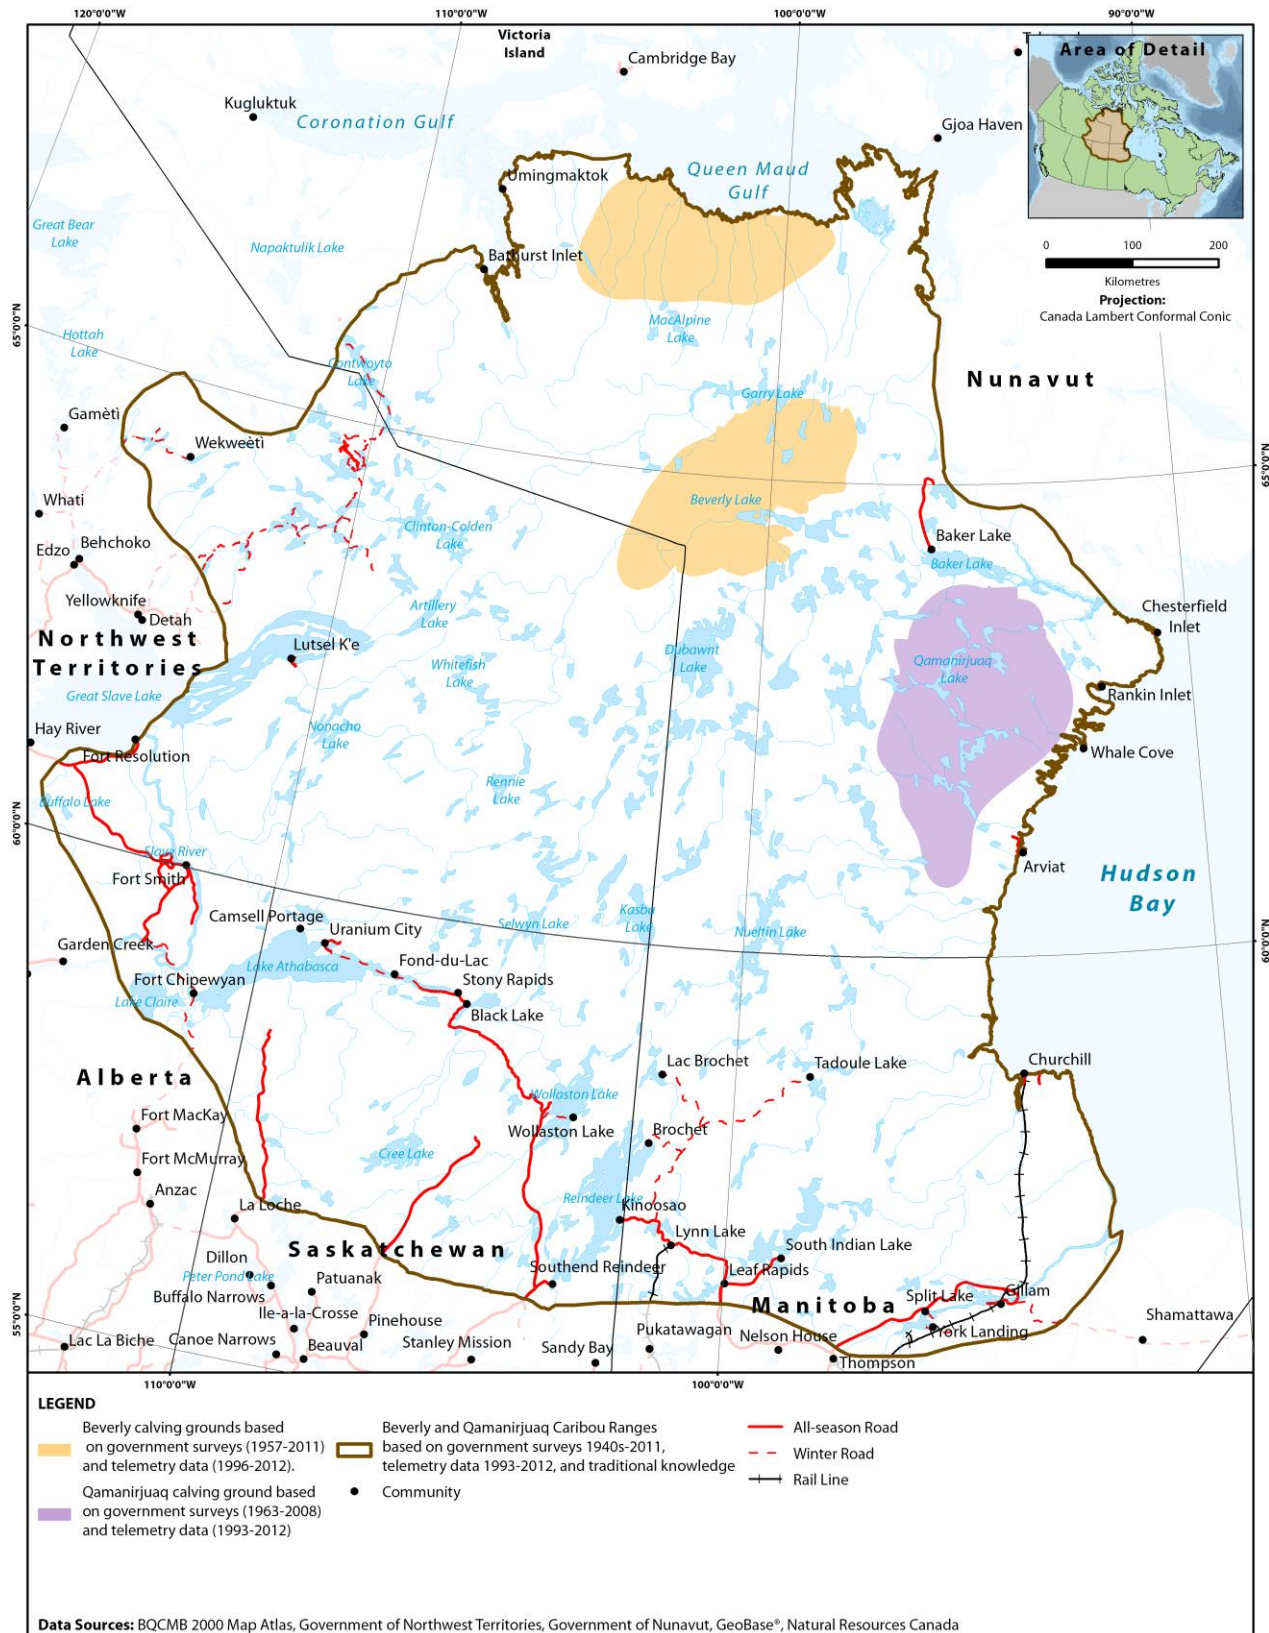 120°0'0"W
110°0'0"W
100°0'0"W
90°0'0"W
Victoria
Island
Cambridge Bay
Area of Detail
Kugluktuk
Coronation Gulf
Gjoa Haven
Queen Maud
Gulf
Umingmaktok
Great Bear
Lake
Napaktulik Lake
Bathurst Inlet
0
100
200
Kilometres
Projection:
Canada Lambert Conformal Conic
65°0'0"N
MacAlpine
Lake
Hottah
Lake
Contwoyto
Lake
Nunavut
Garry Lake
Gamètì
Wekweètì
65°0'0"N
Whati
Beverly Lake
Clinton-Colden
Lake
Edzo
Behchoko
Baker Lake
Baker Lake
Yellowknife
Detah
Artillery
Lake
Chesterfield
Inlet
Northwest
Territories
Lutsel K'e
Whitefish
Lake
Dubawnt
Lake
Qamanirjuaq
Lake
Great Slave Lake
Rankin Inlet
Hay River
Nonacho
Lake
Fort Resolution
Whale Cove
Rennie
Lake
Buffalo Lake
60°0'0"N
Slave River
Fort Smith
Arviat
Hudson
Bay
Camsell Portage
Uranium City
Selwyn Lake
Kasba
Lake
Nueltin Lake
60°0'0"N
Garden Creek
Lake Athabasca
Fond-du-Lac
Fort Chipewyan
Stony Rapids
Lake Claire
Black Lake
Churchill
Alberta
Lac Brochet
Tadoule Lake
Wollaston Lake
Fort MacKay
Wollaston Lake
Brochet
Fort McMurray
Cree Lake
Anzac
Reindeer Lake
La Loche
Kinoosao
Lynn Lake
Saskatchewan
South Indian Lake
Dillon
Southend Reindeer
Leaf Rapids
Peter Pond Lake
Patuanak
Buffalo Narrows
Manitoba
Split Lake
Gillam
Ile-a-la-Crosse
Pinehouse
Shamattawa
55°0'0"N
York Landing
Lac La Biche
Canoe Narrows
Beauval
Stanley Mission
Sandy Bay
Pukatawagan
Nelson House
Thompson
110°0'0"W
100°0'0"W
LEGEND
Beverly calving grounds based
on government surveys (1957-2011)
and telemetry data (1996-2012).
Qamanirjuaq calving ground based
on government surveys (1963-2008)
and telemetry data (1993-2012)
Beverly and Qamanirjuaq Caribou Ranges
based on government surveys 1940s-2011,
telemetry data 1993-2012, and traditional knowledge
Community
All-season Road
Winter Road
Rail Line
Data Sources: BQCMB 2000 Map Atlas, Government of Northwest Territories, Government of Nunavut, GeoBase®, Natural Resources Canada